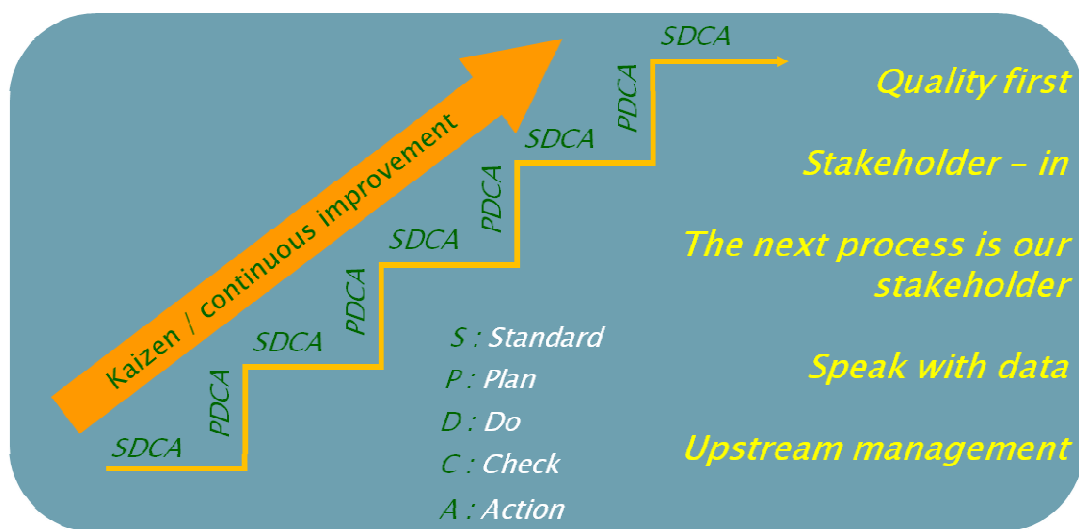 SDCA
PDCA
SDCA
PDCA
SDCA
PDCA
SDCA
PDCA
SDCA
Kaizen / continuous improvement
S : Standard
P : Plan
D : Do
C : Check
A : Action
Quality first
Stakeholder – in
The next process is our
stakeholder
Speak with data
Upstream management